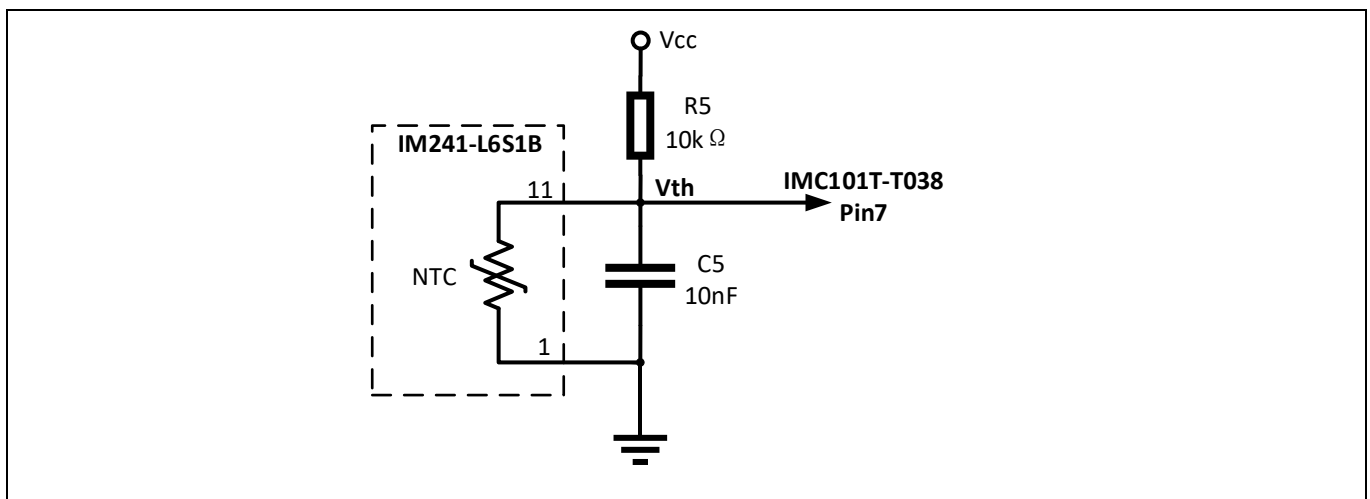 Vcc
R5
10k Ω
IM241-L6S1B
11
Vth
IMC101T-T038
Pin7
NTC
C5
10nF
1